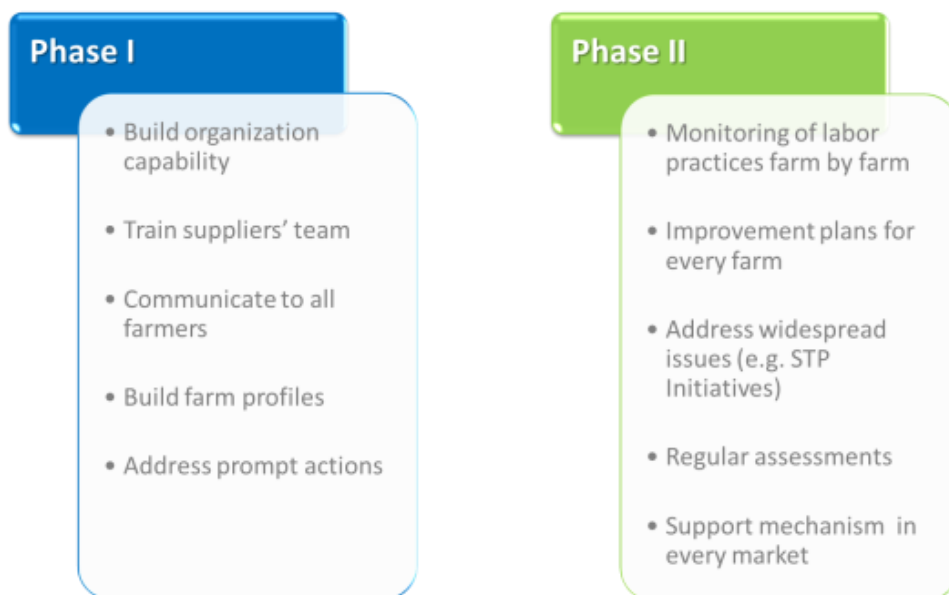 Phase I
• Build organization
capability
• Train suppliers’ team
• Communicate to all
farmers
• Build farm profiles
• Address prompt actions
Phase II
• Monitoring of labor
practices farm by farm
• Improvement plans for
every farm
• Address widespread
issues (e.g. STP
Initiatives)
• Regular assessments
• Support mechanism in
every market